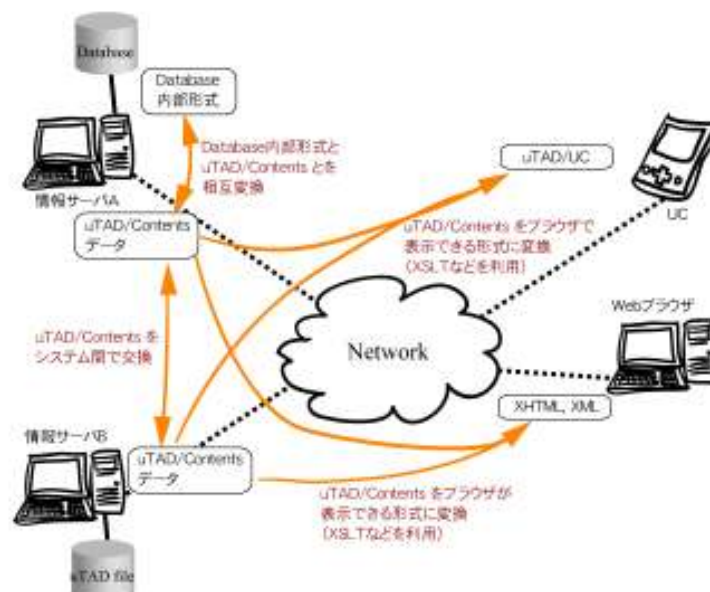 Database
Database
内部形式
Database内部形式と
uTAD/Contents とを
相互変換
情報サーバA
uTAD/Contents
データ
uTAD/UC
UC
uTAD/Contents をブラウザで
表示できる形式に変換
(XSLTなどを利用)
Webブラウザ
Network
uTAD/Contents を
システム間で交換
XHTML, XML
情報サーバB
uTAD/Contents
データ
uTAD/Contents をブラウザが
表示できる形式に変換
(XSLTなどを利用)
uTAD file